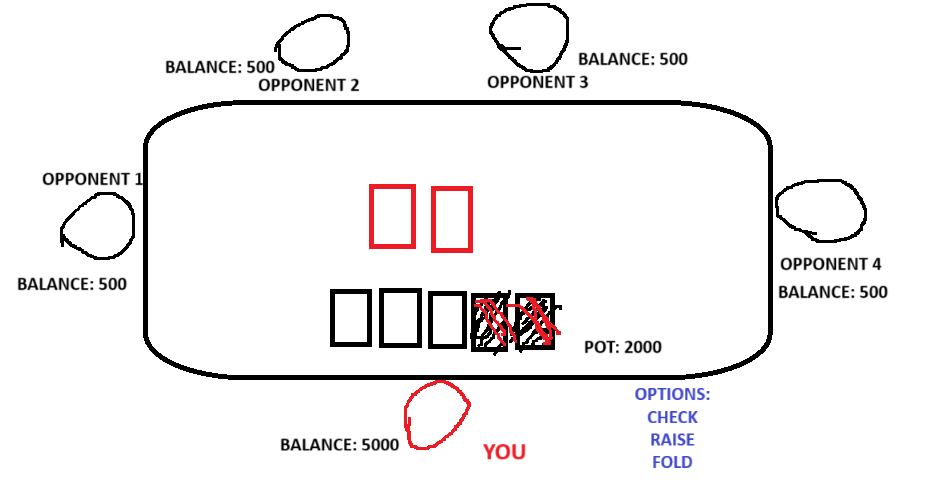 BALANCE: 500
OPPONENT 2
BALANCE: 500
OPPONENT 3
OPPONENT 1
BALANCE: 500
OPPONENT 4
BALANCE: 500
POT: 2000
OPTIONS:
CHECK
RAISE
FOLD
BALANCE: 5000
YOU